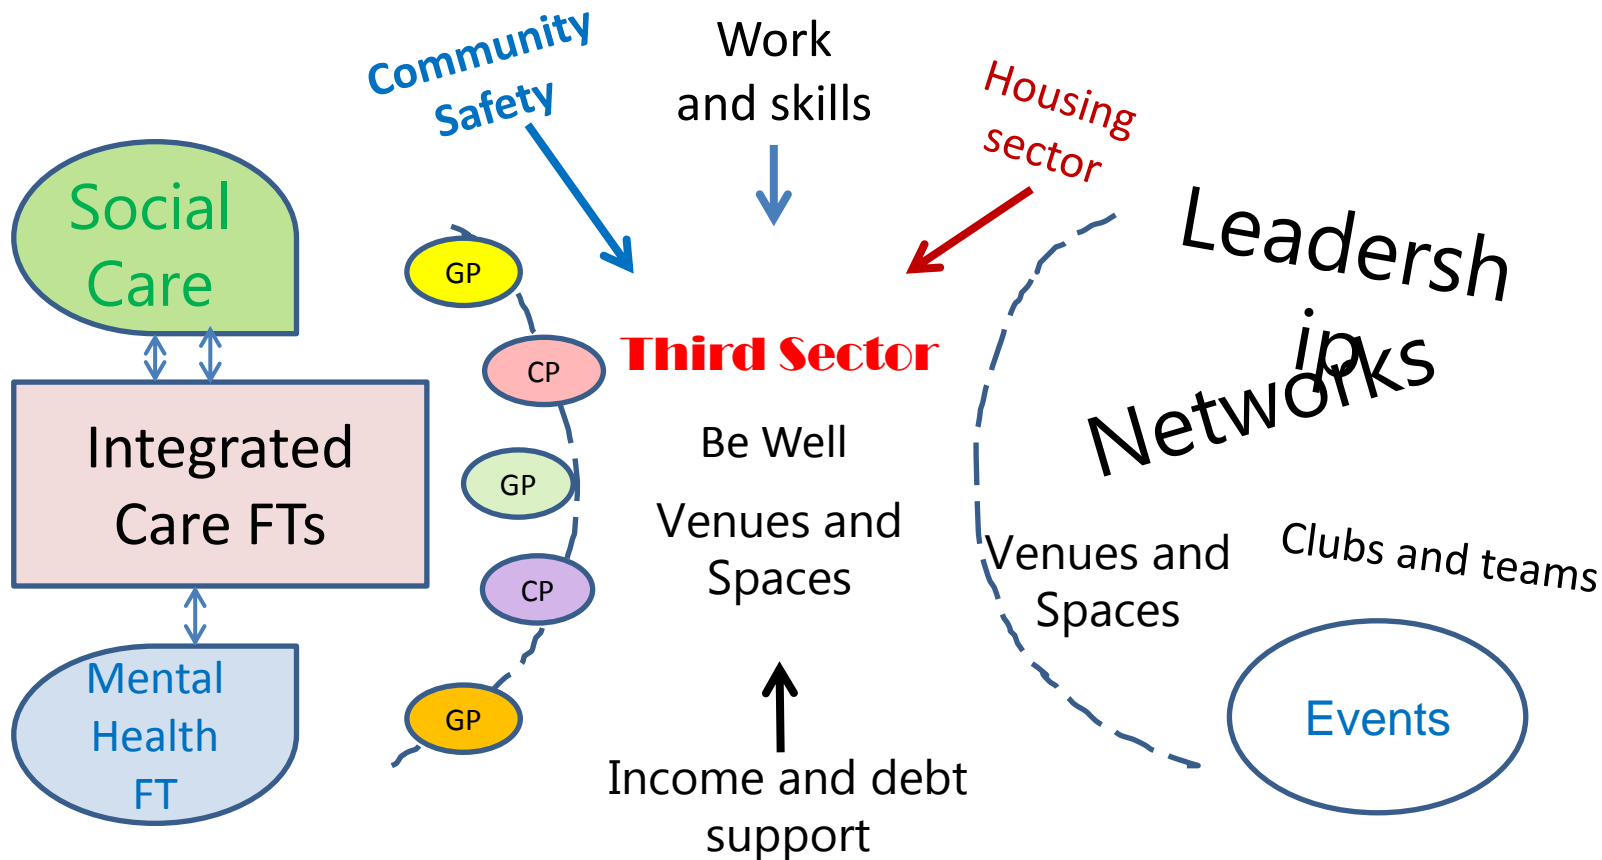 Community
Safety
Work
and skills
Housing
sector
Social
Care
GP
Leadersh
ip
Third Sector
CP
Networks
Integrated
Care FTs
Be Well
GP
Venues and
Spaces
CP
Venues and
Spaces
Clubs and teams
Mental
Health
FT
GP
Events
Income and debt
support